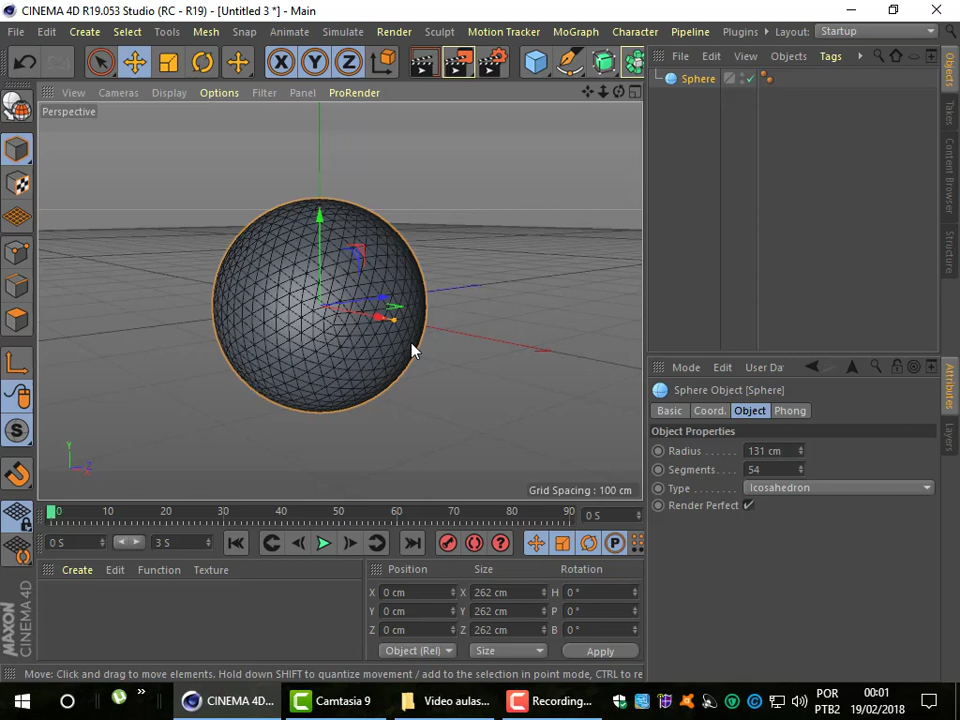 CINEMA 4D R19.053 Studio (RC - R19) - [Untitled 3 *] - Main
File Edit Create Select Tools Mesh Snap Animate Simulate Render Sculpt Motion Tracker MoGraph Character Pipeline Plugins Layout: Startup
X Y Z
File Edit View Objects Tags
View Cameras Display Options Filter Panel ProRender
Sphere
Perspective
Objects
Takes
Content Browser
Structure
Mode Edit User Da
Sphere Object [Sphere]
Basic Coord. Object Phong
Object Properties
Radius 131 cm
Segments 54
Type Icosahedron
Render Perfect
Attributes
Layers
Y
Z
S
Grid Spacing : 100 cm
0 10 20 30 40 50 60 70 80 90 0 S
0 S 3 S
P
Create Edit Function Texture
Position Size Rotation
X 0 cm X 262 cm H 0 °
Y 0 cm Y 262 cm P 0 °
Z 0 cm Z 262 cm B 0 °
Object (Rel) Size Apply
MAXON
CINEMA 4D
Move: Click and drag to move elements. Hold down SHIFT to quantize movement / add to the selection in point mode, CTRL to re
CINEMA 4D... Camtasia 9 Video aulas... Recording...
POR
PTB2
00:01
19/02/2018